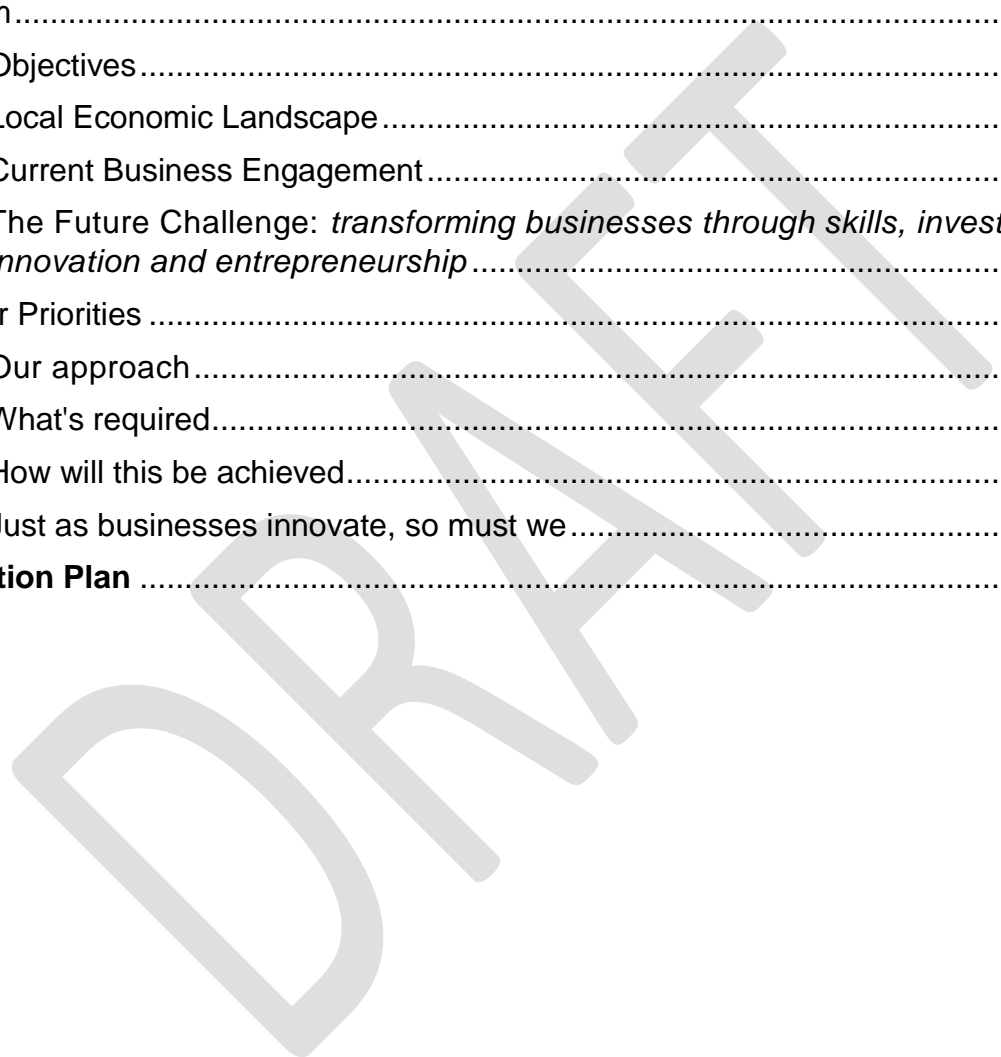 n
Objectives
Local Economic Landscape
Current Business Engagement
The Future Challenge: transforming businesses through skills, invest
nnovation and entrepreneurship
r Priorities
Our approach
What's required
How will this be achieved
Just as businesses innovate, so must we
tion Plan
DRAFT